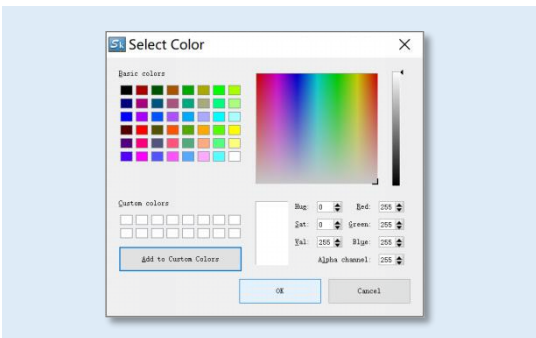 Sk Select Color
Basic colors
Custom colors
Add to Custom Colors
Hue: 0
Sat: 0
Val: 255
Red: 255
Green: 255
Blue: 255
Alpha channel: 255
OK
Cancel